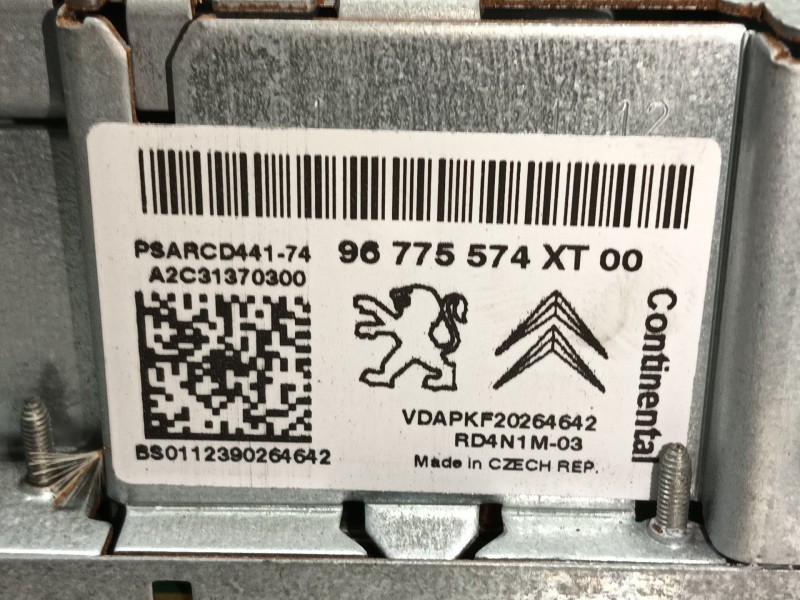 PSARCD441-74
96 775 574 XT 00
A2C31370300
Continental
VDAPKF20264642
RD4N1M-03
BS0112390264642
Made in CZECH REP.